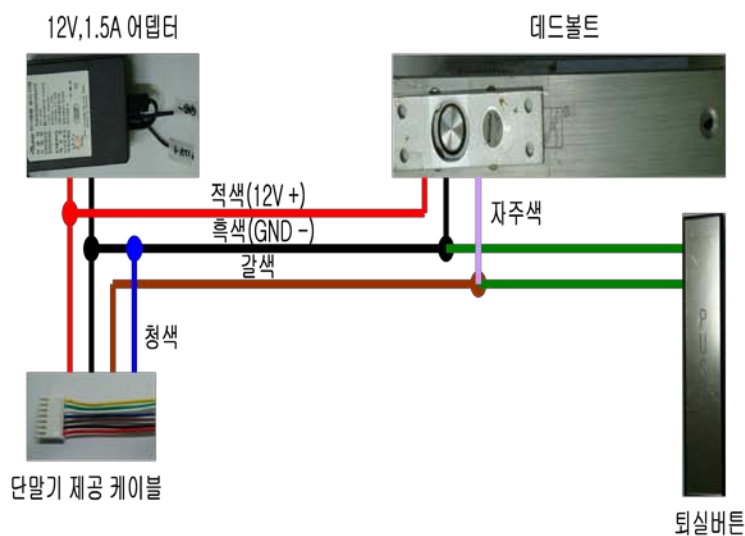 12V,1.5A 어뎁터
데드볼트
적색(12V +)
흑색(GND -)
자주색
갈색
청색
PUSH
단말기 제공 케이블
퇴실버튼